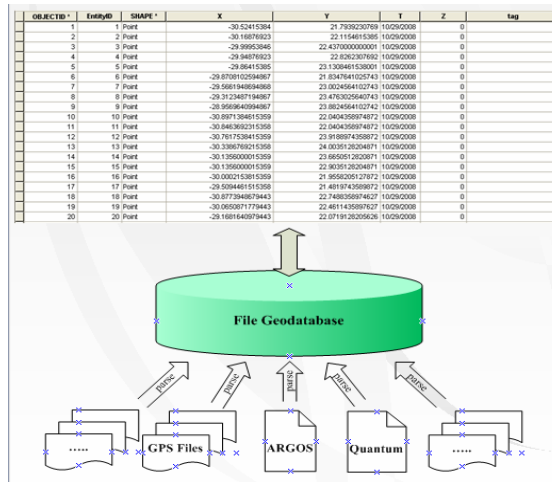 OBJECTID * EntityID SHAPE * X Y T Z tag
1 1 Point -30.52415384 21.7939230769 10/29/2008 0
2 2 Point -30.16876923 22.1154615385 10/29/2008 0
3 3 Point -29.99953846 22.4370000000001 10/29/2008 0
4 4 Point -29.94876923 22.8262307692 10/29/2008 0
5 5 Point -29.86415385 23.1308461538001 10/29/2008 0
6 6 Point -29.8708102594867 21.8347641025743 10/29/2008 0
7 7 Point -29.5661948694868 23.0024564102743 10/29/2008 0
8 8 Point -29.3123487194867 23.4763025640743 10/29/2008 0
9 9 Point -28.9569640994867 23.8824564102742 10/29/2008 0
10 10 Point -30.8971384615359 22.0404358974872 10/29/2008 0
11 11 Point -30.8463692315358 22.0404358974872 10/29/2008 0
12 12 Point -30.7617538415359 23.9188974358872 10/29/2008 0
13 13 Point -30.3386769215358 24.0035128204871 10/29/2008 0
14 14 Point -30.1356000015359 23.6650512820871 10/29/2008 0
15 15 Point -30.1356000015359 22.9035128204871 10/29/2008 0
16 16 Point -30.0002153815359 21.9558205127872 10/29/2008 0
17 17 Point -29.5094461515358 21.4819743589872 10/29/2008 0
18 18 Point -30.8773948679443 22.7488358974627 10/29/2008 0
19 19 Point -30.0650871779443 22.4611435897627 10/29/2008 0
20 20 Point -29.1681640979443 22.0719128205626 10/29/2008 0
File Geodatabase
parse parse parse parse parse
..... GPS Files ARGOS Quantum .....